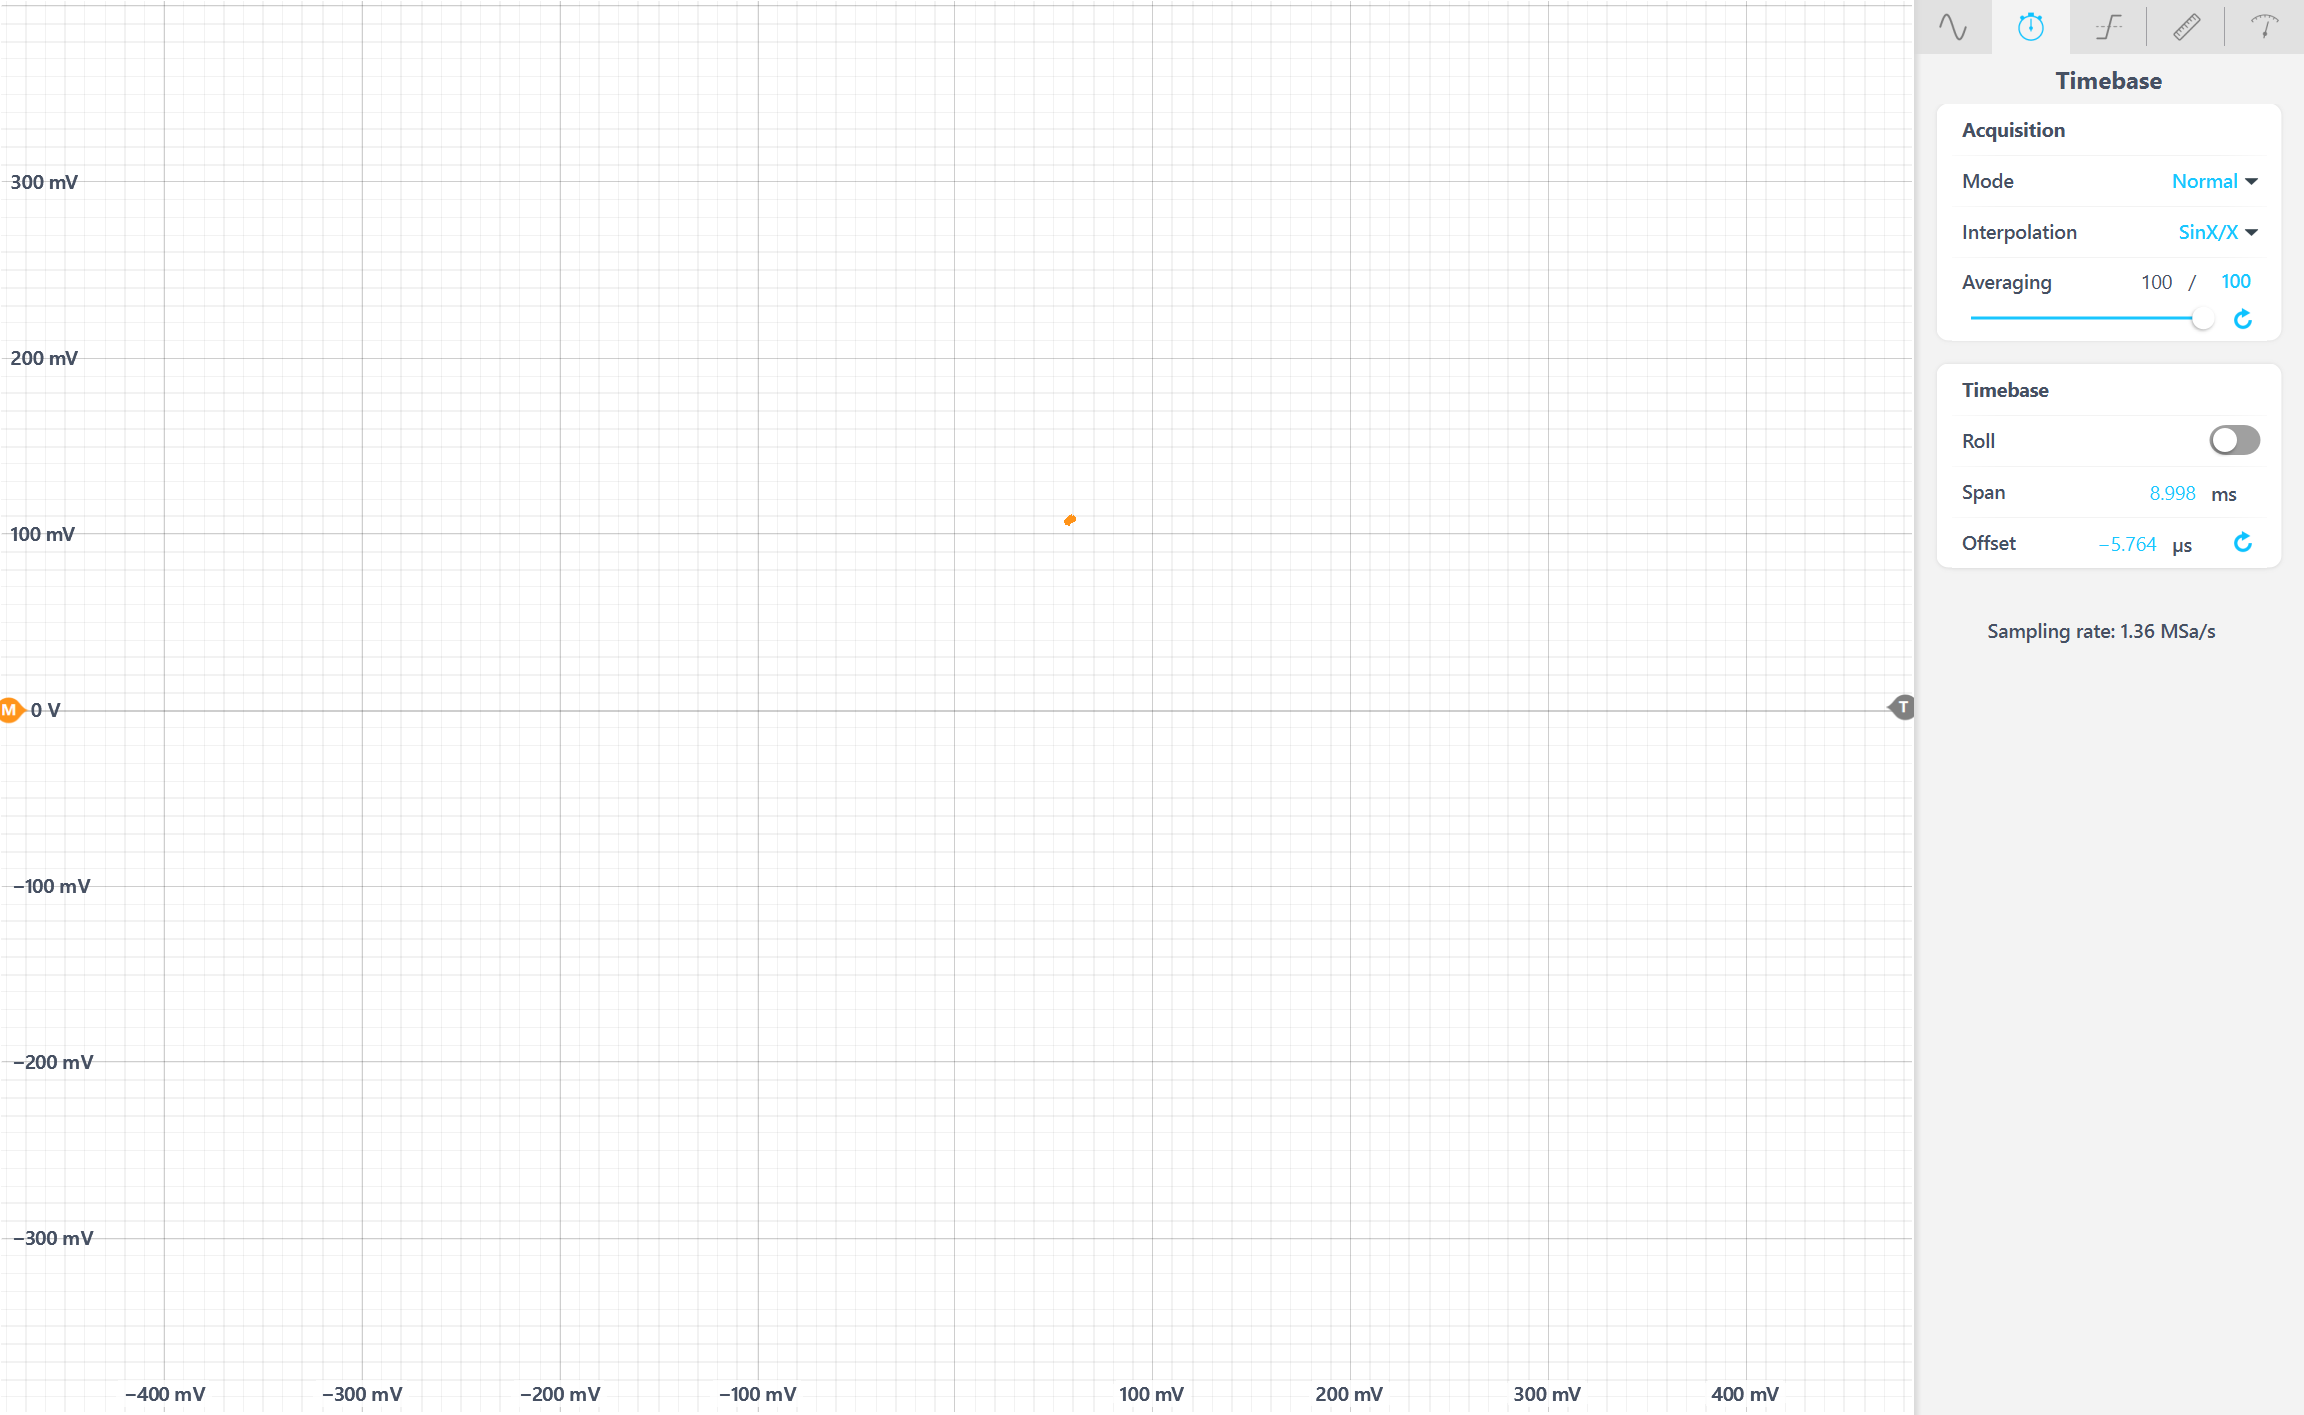 Timebase
Acquisition
Mode Normal
Interpolation SinX/X
Averaging 100 / 100
Timebase
Roll
Span 8.998 ms
Offset −5.764 µs
Sampling rate: 1.36 MSa/s
300 mV
200 mV
100 mV
M 0 V T
−100 mV
−200 mV
−300 mV
−400 mV −300 mV −200 mV −100 mV 100 mV 200 mV 300 mV 400 mV